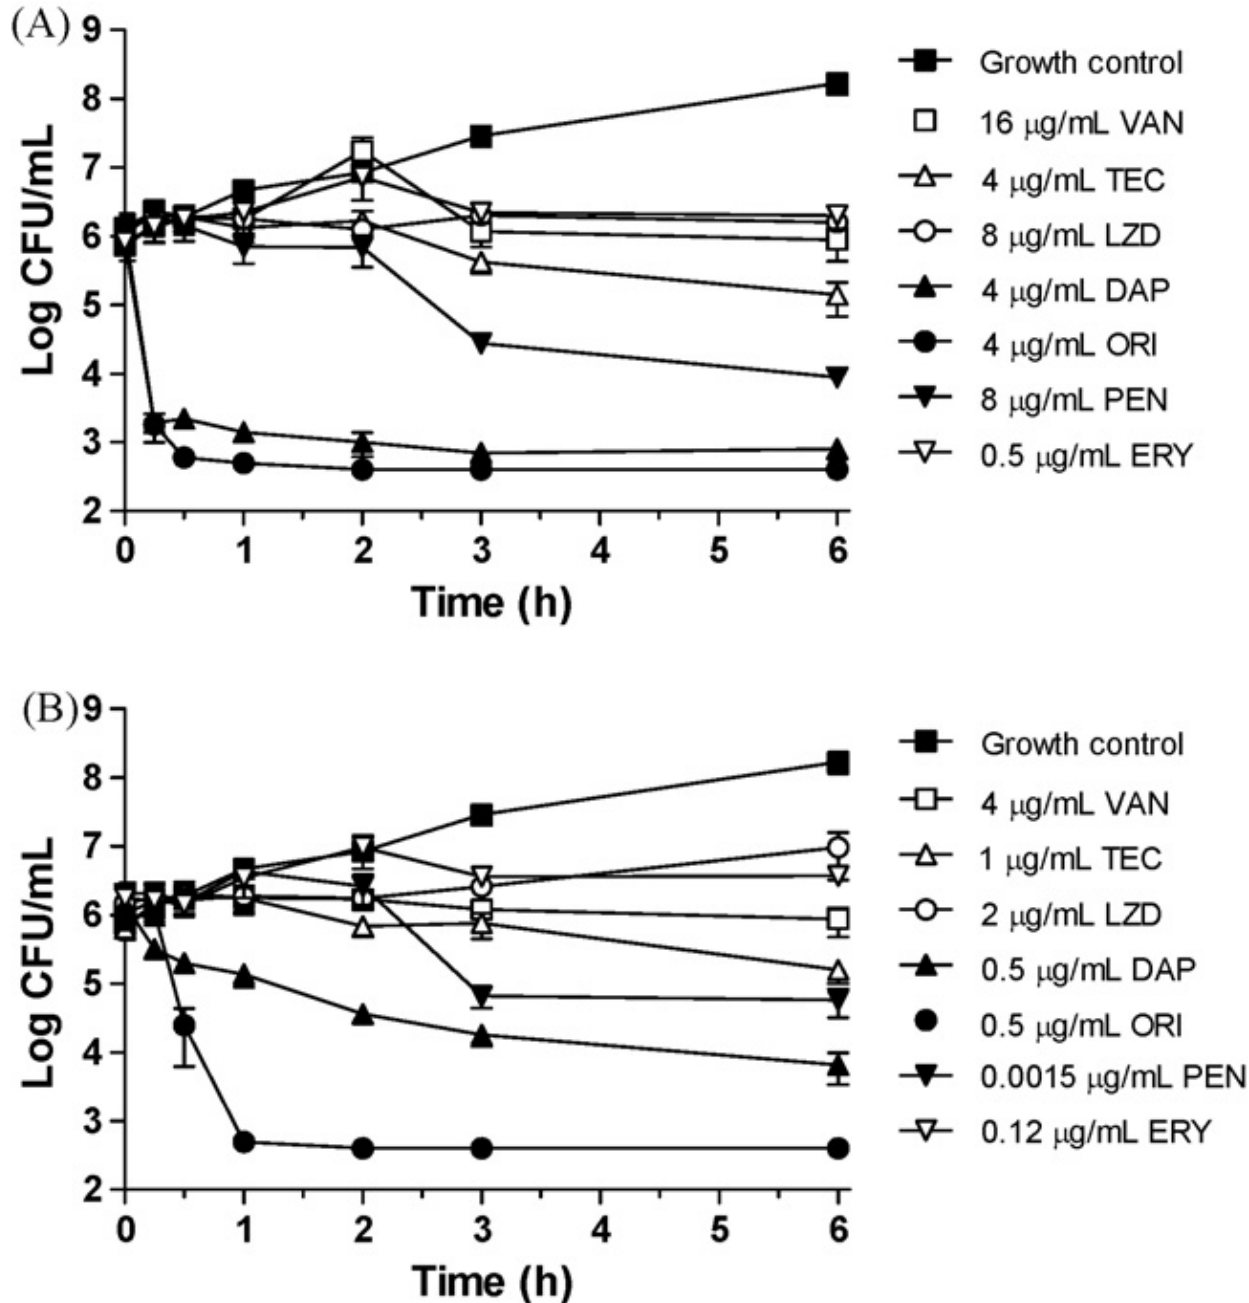 (A)
9
8
7
6
5
4
3
2
Log CFU/mL
0 1 2 3 4 5 6
Time (h)
Growth control
16 μg/mL VAN
4 μg/mL TEC
8 μg/mL LZD
4 μg/mL DAP
4 μg/mL ORI
8 μg/mL PEN
0.5 μg/mL ERY
(B)
9
8
7
6
5
4
3
2
Log CFU/mL
0 1 2 3 4 5 6
Time (h)
Growth control
4 μg/mL VAN
1 μg/mL TEC
2 μg/mL LZD
0.5 μg/mL DAP
0.5 μg/mL ORI
0.0015 μg/mL PEN
0.12 μg/mL ERY